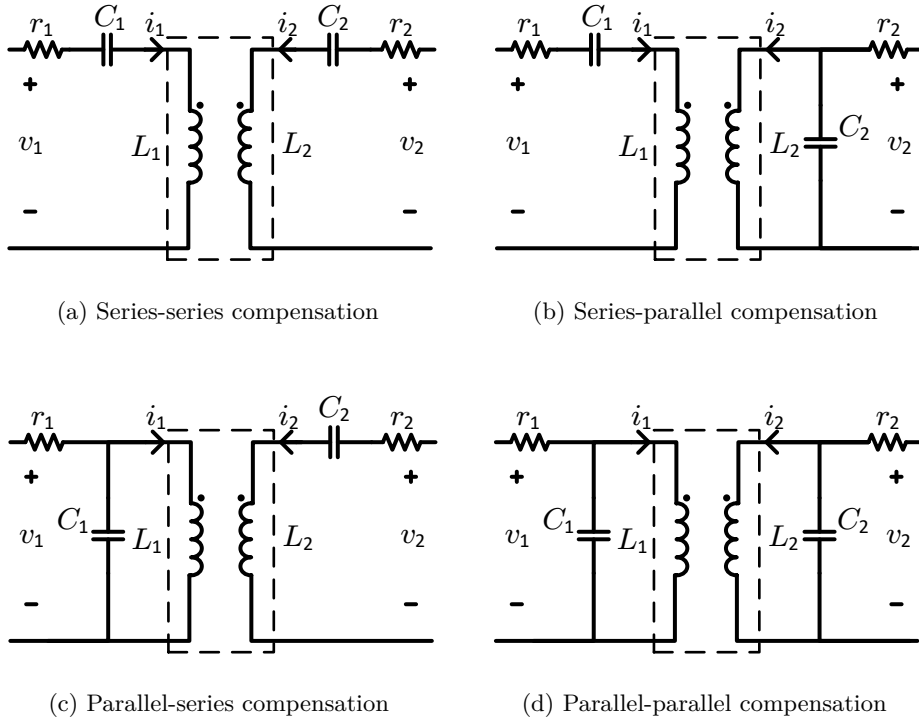 r1 C1 i1 i2 C2 r2
+ +
v1 L1 L2 v2
− −
(a) Series-series compensation
r1 C1 i1 i2 r2
+ +
v1 L1 L2 C2 v2
− −
(b) Series-parallel compensation
r1 i1 i2 C2 r2
+ +
v1 C1 L1 L2 v2
− −
(c) Parallel-series compensation
r1 i1 i2 r2
+ +
v1 C1 L1 L2 C2 v2
− −
(d) Parallel-parallel compensation